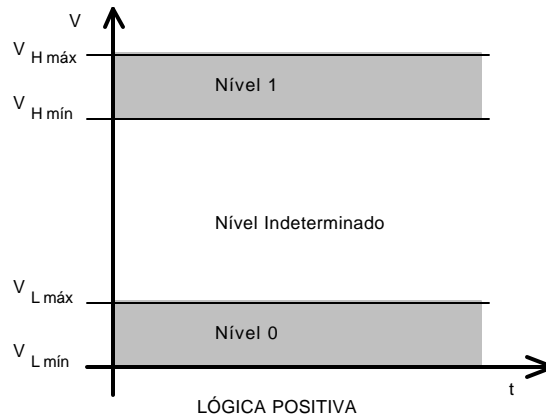 V
V H máx
Nível 1
V H mín
Nível Indeterminado
V L máx
Nível 0
V L mín
t
LÓGICA POSITIVA